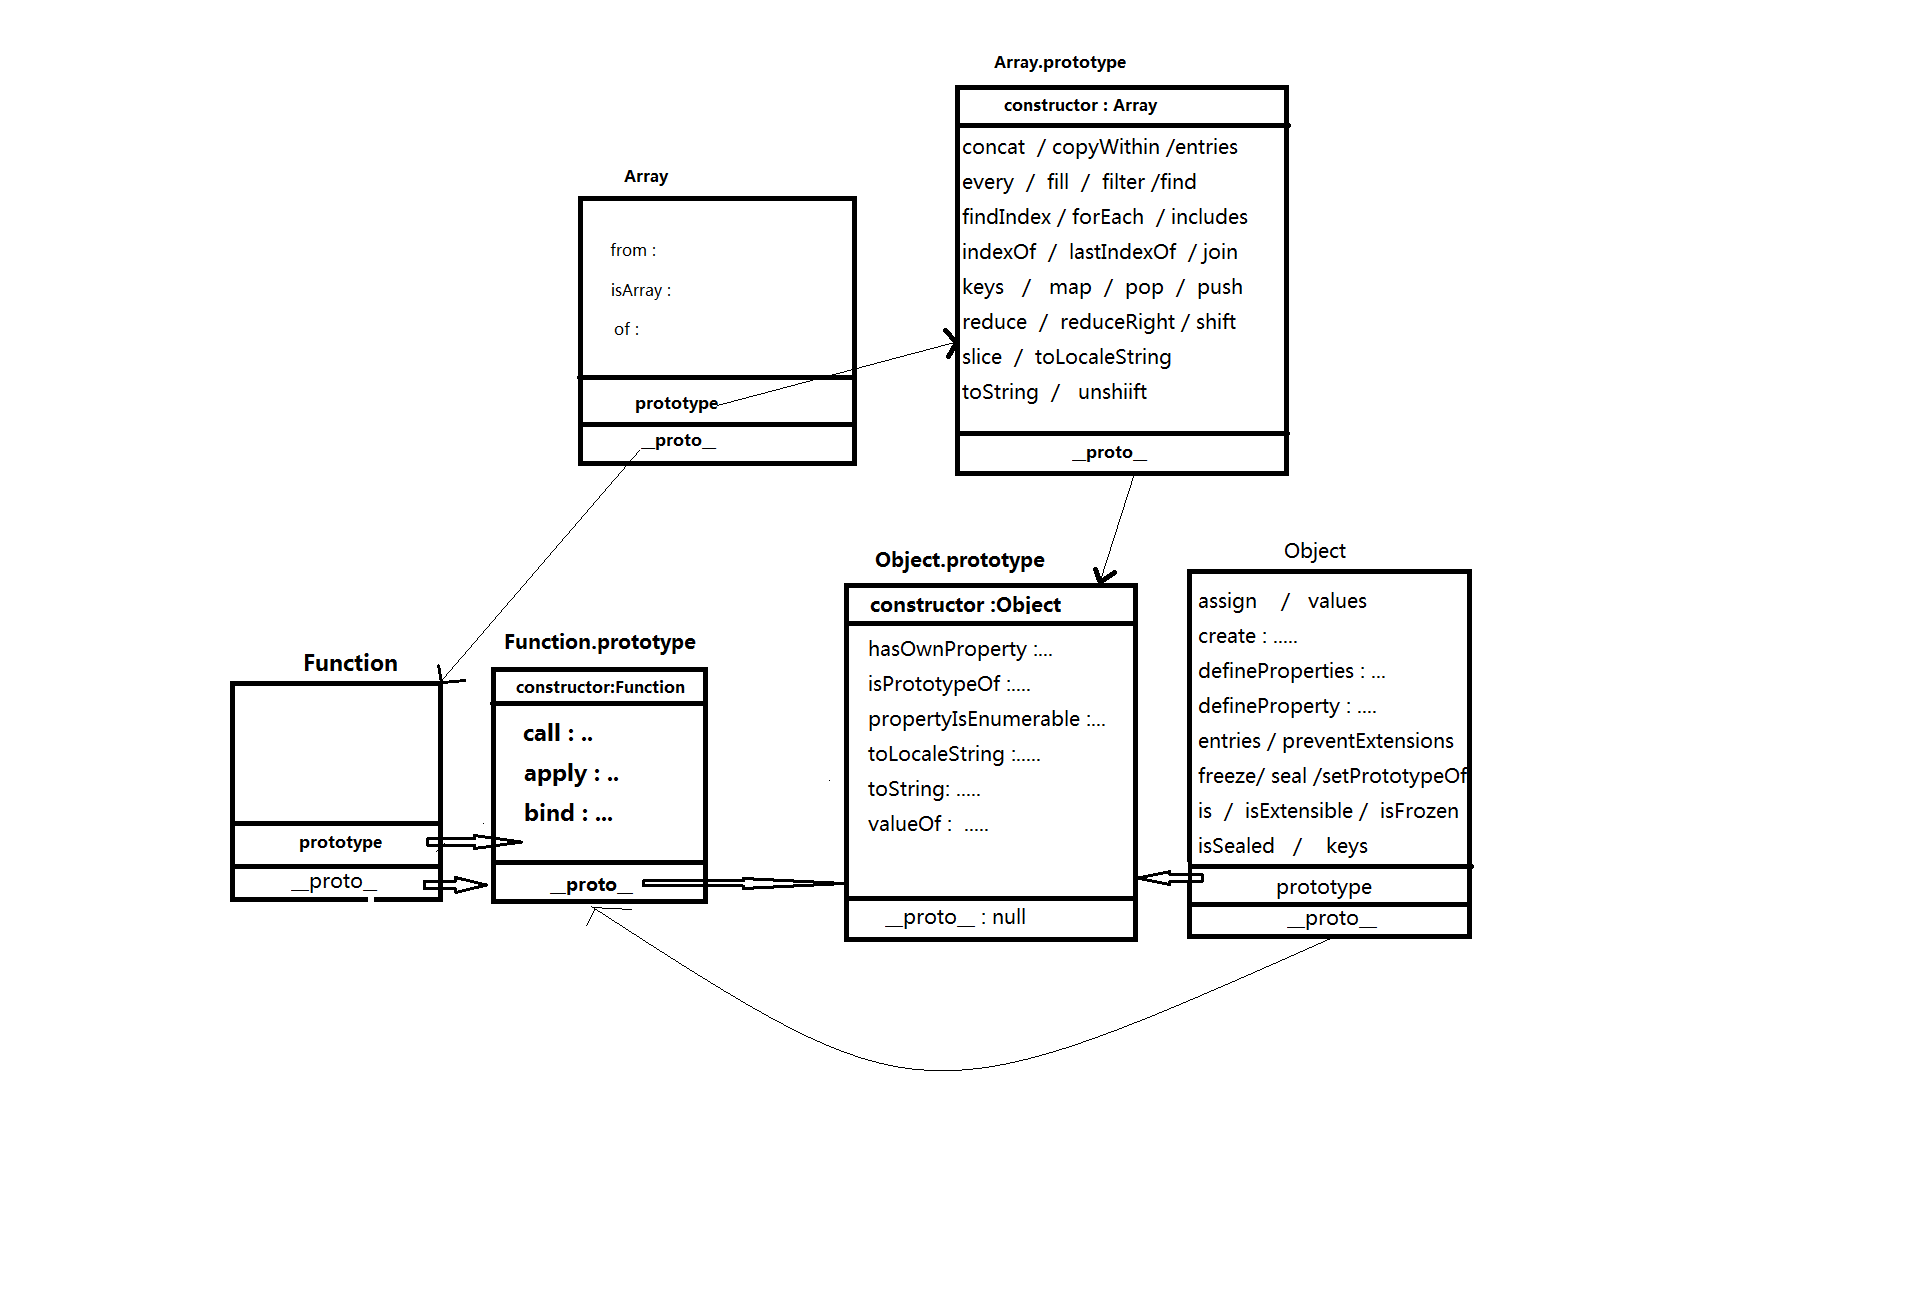 Array.prototype
constructor : Array
concat / copyWithin /entries
every / fill / filter /find
findIndex / forEach / includes
indexOf / lastIndexOf / join
keys / map / pop / push
reduce / reduceRight / shift
slice / toLocaleString
toString / unshiift
__proto__
Array
from :
isArray :
of :
prototype
__proto__
Function
prototype
__proto_
Function.prototype
constructor:Function
call : ..
apply : ..
bind : ...
__proto__
Object.prototype
constructor :Object
hasOwnProperty :...
isPrototypeOf :....
propertyIsEnumerable :...
toLocaleString :.....
toString: .....
valueOf : .....
__proto__ : null
Object
assign / values
create : .....
defineProperties : ...
defineProperty : ....
entries / preventExtensions
freeze/ seal /setPrototypeOf
is / isExtensible / isFrozen
isSealed / keys
prototype
__proto__